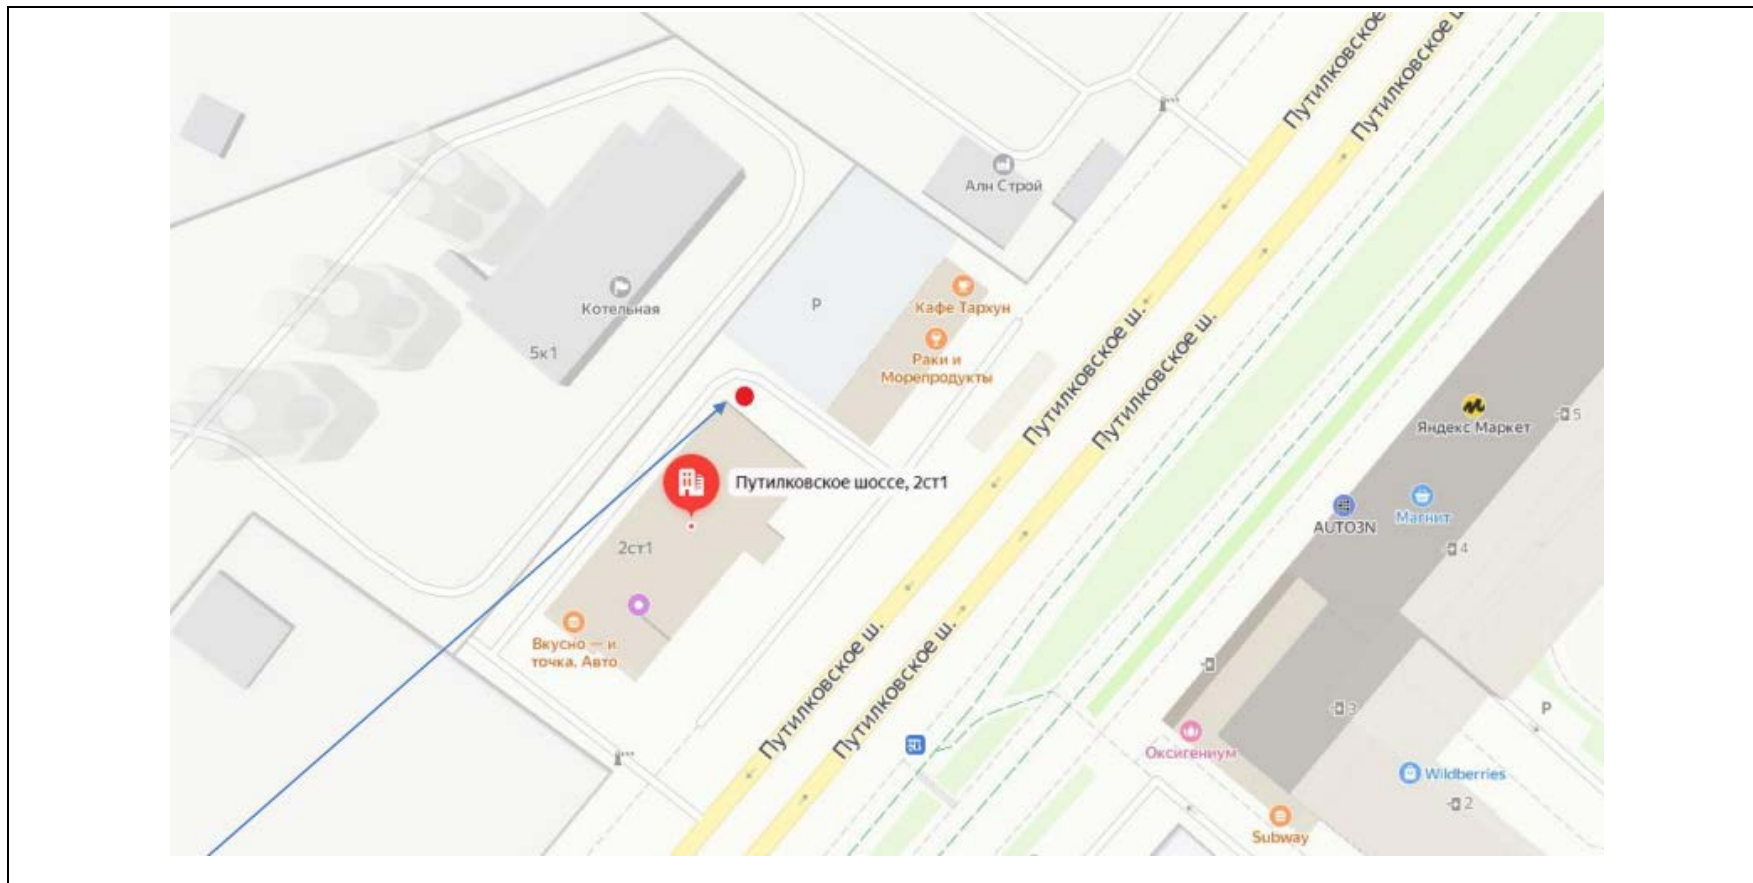 Путилковское
Путилковское ш.
Алн Строй
Котельная
P
Кафе Тархун
5к1
Раки и
Морепродукты
Путилковское ш.
Путилковское ш.
Яндекс Маркет
5
Путилковское шоссе, 2ст1
Магнит
AUTO3N
2ст1
4
Вкусно — и
точка, Авто
Путилковское ш.
Путилковское ш.
3
P
Оксигениум
Wildberries
2
Subway